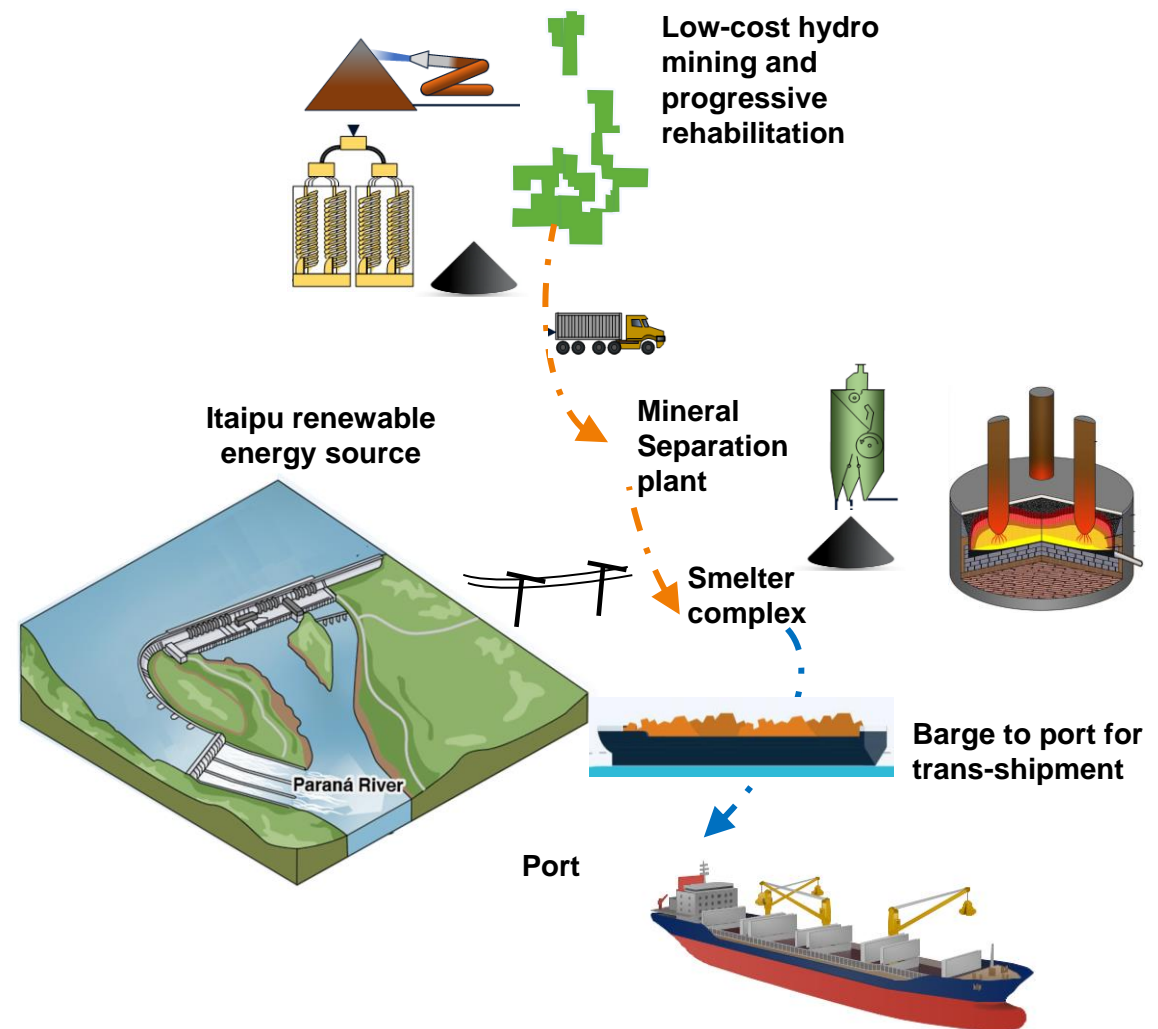 Low-cost hydro
mining and
progressive
rehabilitation
Itaipu renewable
energy source
Mineral
Separation
plant
Smelter
complex
Paraná River
Barge to port for
trans-shipment
Port